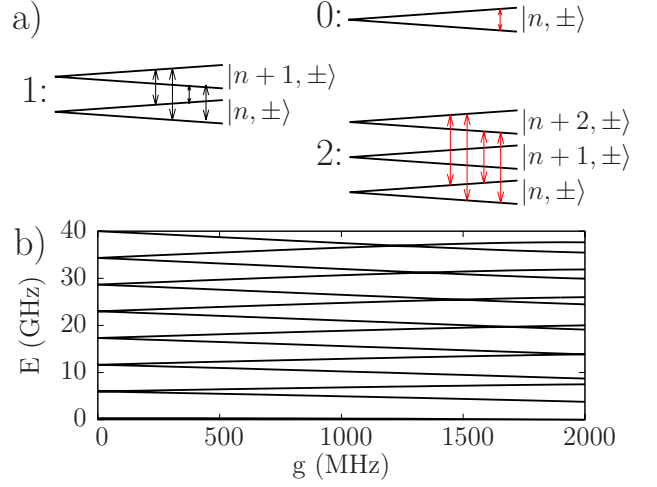 a)
0:
|n, ±⟩
1:
|n + 1, ±⟩
|n, ±⟩
2:
|n + 2, ±⟩
|n + 1, ±⟩
|n, ±⟩
b)
E (GHz)
40
30
20
10
0
0 500 1000 1500 2000
g (MHz)